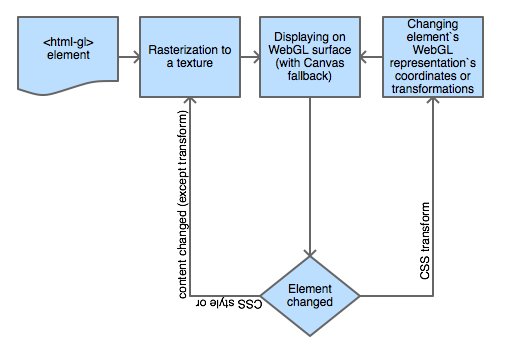 <html-gl>
element
Rasterization to
a texture
Displaying on
WebGL surface
(with Canvas
fallback)
Changing
element`s
WebGL
representation`s
coordinates or
transformations
CSS style or
content changed (except transform)
CSS transform
Element
changed